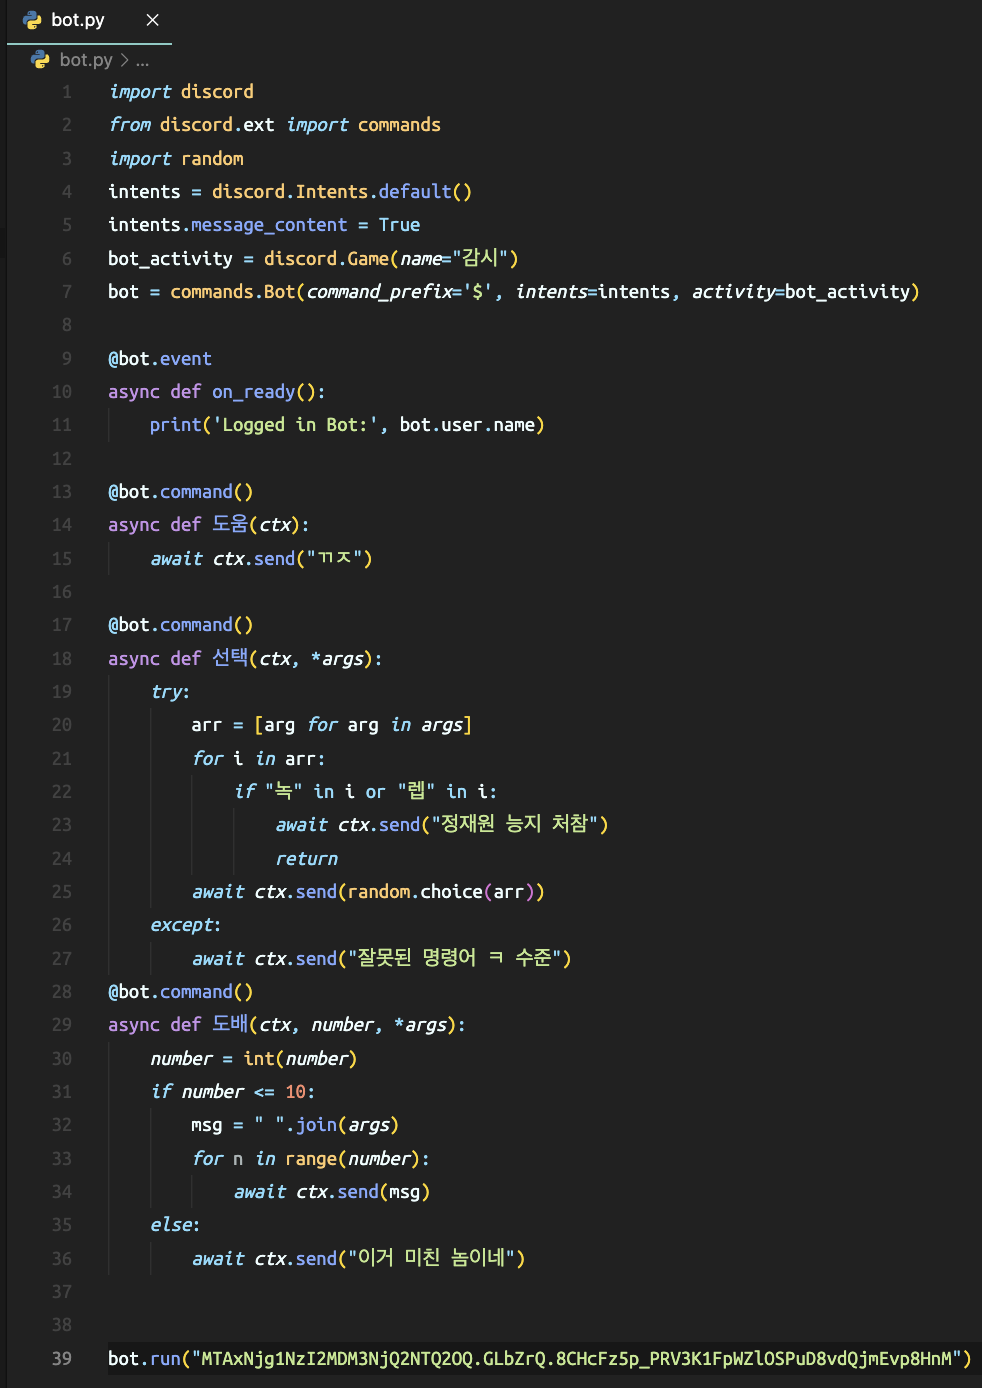 bot.py
bot.py > ...
1 import discord
2 from discord.ext import commands
3 import random
4 intents = discord.Intents.default()
5 intents.message_content = True
6 bot_activity = discord.Game(name="감시")
7 bot = commands.Bot(command_prefix='$', intents=intents, activity=bot_activity)
8
9 @bot.event
10 async def on_ready():
11     print('Logged in Bot:', bot.user.name)
12
13 @bot.command()
14 async def 도움(ctx):
15     await ctx.send("ㄲㅈ")
16
17 @bot.command()
18 async def 선택(ctx, *args):
19     try:
20         arr = [arg for arg in args]
21         for i in arr:
22             if "녹" in i or "렙" in i:
23                 await ctx.send("정재원 능지 처참")
24                 return
25         await ctx.send(random.choice(arr))
26     except:
27         await ctx.send("잘못된 명령어 ㅋ 수준")
28 @bot.command()
29 async def 도배(ctx, number, *args):
30     number = int(number)
31     if number <= 10:
32         msg = " ".join(args)
33         for n in range(number):
34             await ctx.send(msg)
35     else:
36         await ctx.send("이거 미친 놈이네")
37
38
39 bot.run("MTAxNjg1NzI2MDM3NjQ2NTQ2OQ.GLbZrQ.8CHcFz5p_PRV3K1FpWZlOSPuD8vdQjmEvp8HnM")